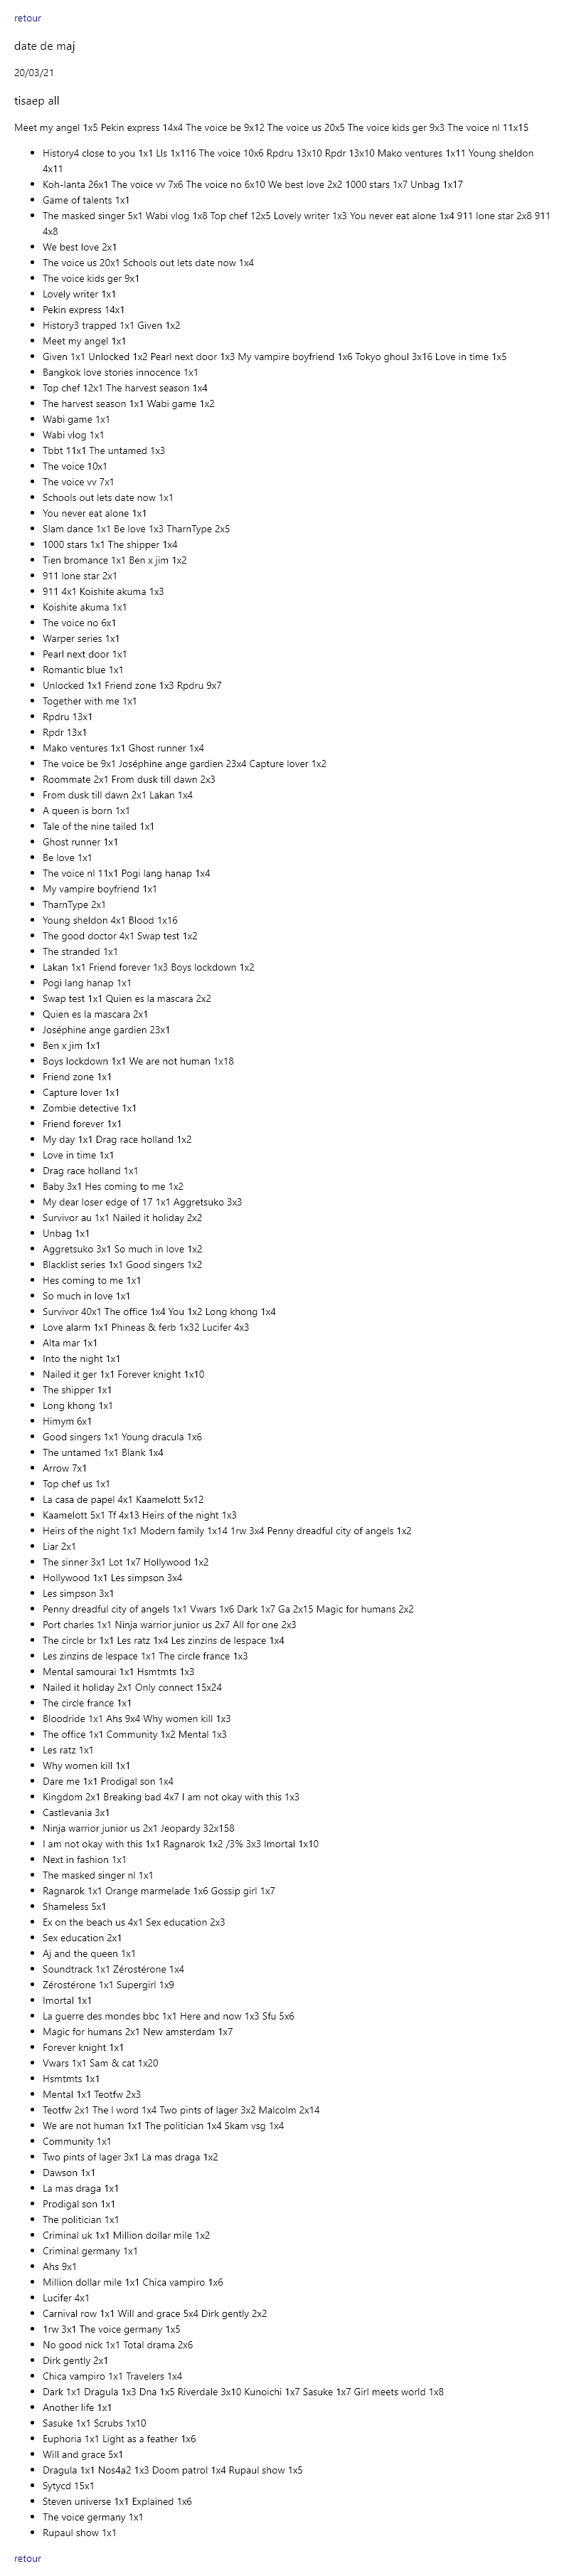 retour
date de maj
20/03/21
tisaep all
Meet my angel 1x5 Pekin express 14x4 The voice be 9x12 The voice us 20x5 The voice kids ger 9x3 The voice nl 11x15
History4 close to you 1x1 Lls 1x116 The voice 10x6 Rpdru 13x10 Rpdr 13x10 Mako ventures 1x11 Young sheldon
4x11
Koh-lanta 26x1 The voice vv 7x6 The voice no 6x10 We best love 2x2 1000 stars 1x7 Unbag 1x17
Game of talents 1x1
The masked singer 5x1 Wabi vlog 1x8 Top chef 12x5 Lovely writer 1x3 You never eat alone 1x4 911 lone star 2x8 911
4x8
We best love 2x1
The voice us 20x1 Schools out lets date now 1x4
The voice kids ger 9x1
Lovely writer 1x1
Pekin express 14x1
History3 trapped 1x1 Given 1x2
Meet my angel 1x1
Given 1x1 Unlocked 1x2 Pearl next door 1x3 My vampire boyfriend 1x6 Tokyo ghoul 3x16 Love in time 1x5
Bangkok love stories innocence 1x1
Top chef 12x1 The harvest season 1x4
The harvest season 1x1 Wabi game 1x2
Wabi game 1x1
Wabi vlog 1x1
Tbbt 11x1 The untamed 1x3
The voice 10x1
The voice vv 7x1
Schools out lets date now 1x1
You never eat alone 1x1
Slam dance 1x1 Be love 1x3 TharnType 2x5
1000 stars 1x1 The shipper 1x4
Tien bromance 1x1 Ben x jim 1x2
911 lone star 2x1
911 4x1 Koishite akuma 1x3
Koishite akuma 1x1
The voice no 6x1
Warper series 1x1
Pearl next door 1x1
Romantic blue 1x1
Unlocked 1x1 Friend zone 1x3 Rpdru 9x7
Together with me 1x1
Rpdru 13x1
Rpdr 13x1
Mako ventures 1x1 Ghost runner 1x4
The voice be 9x1 Joséphine ange gardien 23x4 Capture lover 1x2
Roommate 2x1 From dusk till dawn 2x3
From dusk till dawn 2x1 Lakan 1x4
A queen is born 1x1
Tale of the nine tailed 1x1
Ghost runner 1x1
Be love 1x1
The voice nl 11x1 Pogi lang hanap 1x4
My vampire boyfriend 1x1
TharnType 2x1
Young sheldon 4x1 Blood 1x16
The good doctor 4x1 Swap test 1x2
The stranded 1x1
Lakan 1x1 Friend forever 1x3 Boys lockdown 1x2
Pogi lang hanap 1x1
Swap test 1x1 Quien es la mascara 2x2
Quien es la mascara 2x1
Joséphine ange gardien 23x1
Ben x jim 1x1
Boys lockdown 1x1 We are not human 1x18
Friend zone 1x1
Capture lover 1x1
Zombie detective 1x1
Friend forever 1x1
My day 1x1 Drag race holland 1x2
Love in time 1x1
Drag race holland 1x1
Baby 3x1 Hes coming to me 1x2
My dear loser edge of 17 1x1 Aggretsuko 3x3
Survivor au 1x1 Nailed it holiday 2x2
Unbag 1x1
Aggretsuko 3x1 So much in love 1x2
Blacklist series 1x1 Good singers 1x2
Hes coming to me 1x1
So much in love 1x1
Survivor 40x1 The office 1x4 You 1x2 Long khong 1x4
Love alarm 1x1 Phineas & ferb 1x32 Lucifer 4x3
Alta mar 1x1
Into the night 1x1
Nailed it ger 1x1 Forever knight 1x10
The shipper 1x1
Long khong 1x1
Himym 6x1
Good singers 1x1 Young dracula 1x6
The untamed 1x1 Blank 1x4
Arrow 7x1
Top chef us 1x1
La casa de papel 4x1 Kaamelott 5x12
Kaamelott 5x1 Tf 4x13 Heirs of the night 1x3
Heirs of the night 1x1 Modern family 1x14 1rw 3x4 Penny dreadful city of angels 1x2
Liar 2x1
The sinner 3x1 Lot 1x7 Hollywood 1x2
Hollywood 1x1 Les simpson 3x4
Les simpson 3x1
Penny dreadful city of angels 1x1 Vwars 1x6 Dark 1x7 Ga 2x15 Magic for humans 2x2
Port charles 1x1 Ninja warrior junior us 2x7 All for one 2x3
The circle br 1x1 Les ratz 1x4 Les zinzins de lespace 1x4
Les zinzins de lespace 1x1 The circle france 1x3
Mental samourai 1x1 Hsmtmts 1x3
Nailed it holiday 2x1 Only connect 15x24
The circle france 1x1
Bloodride 1x1 Ahs 9x4 Why women kill 1x3
The office 1x1 Community 1x2 Mental 1x3
Les ratz 1x1
Why women kill 1x1
Dare me 1x1 Prodigal son 1x4
Kingdom 2x1 Breaking bad 4x7 I am not okay with this 1x3
Castlevania 3x1
Ninja warrior junior us 2x1 Jeopardy 32x158
I am not okay with this 1x1 Ragnarok 1x2 /3% 3x3 Imortal 1x10
Next in fashion 1x1
The masked singer nl 1x1
Ragnarok 1x1 Orange marmelade 1x6 Gossip girl 1x7
Shameless 5x1
Ex on the beach us 4x1 Sex education 2x3
Sex education 2x1
Aj and the queen 1x1
Soundtrack 1x1 Zérostérone 1x4
Zérostérone 1x1 Supergirl 1x9
Imortal 1x1
La guerre des mondes bbc 1x1 Here and now 1x3 Sfu 5x6
Magic for humans 2x1 New amsterdam 1x7
Forever knight 1x1
Vwars 1x1 Sam & cat 1x20
Hsmtmts 1x1
Mental 1x1 Teotfw 2x3
Teotfw 2x1 The l word 1x4 Two pints of lager 3x2 Malcolm 2x14
We are not human 1x1 The politician 1x4 Skam vsg 1x4
Community 1x1
Two pints of lager 3x1 La mas draga 1x2
Dawson 1x1
La mas draga 1x1
Prodigal son 1x1
The politician 1x1
Criminal uk 1x1 Million dollar mile 1x2
Criminal germany 1x1
Ahs 9x1
Million dollar mile 1x1 Chica vampiro 1x6
Lucifer 4x1
Carnival row 1x1 Will and grace 5x4 Dirk gently 2x2
1rw 3x1 The voice germany 1x5
No good nick 1x1 Total drama 2x6
Dirk gently 2x1
Chica vampiro 1x1 Travelers 1x4
Dark 1x1 Dragula 1x3 Dna 1x5 Riverdale 3x10 Kunoichi 1x7 Sasuke 1x7 Girl meets world 1x8
Another life 1x1
Sasuke 1x1 Scrubs 1x10
Euphoria 1x1 Light as a feather 1x6
Will and grace 5x1
Dragula 1x1 Nos4a2 1x3 Doom patrol 1x4 Rupaul show 1x5
Sytycd 15x1
Steven universe 1x1 Explained 1x6
The voice germany 1x1
Rupaul show 1x1
retour